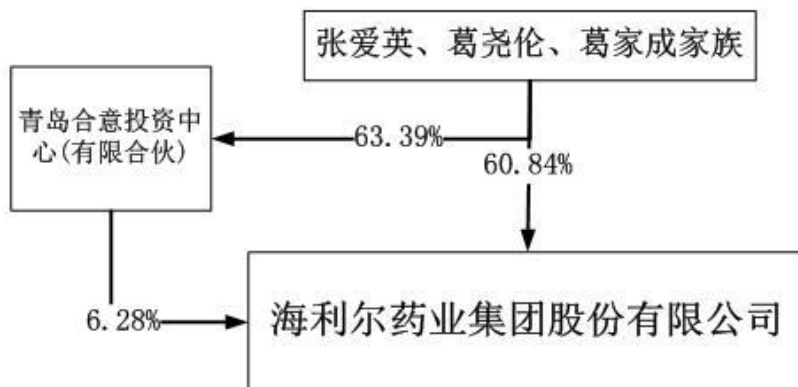 张爱英、葛尧伦、葛家成家族
青岛合意投资中
心(有限合伙)
63.39%
60.84%
6.28%
海利尔药业集团股份有限公司